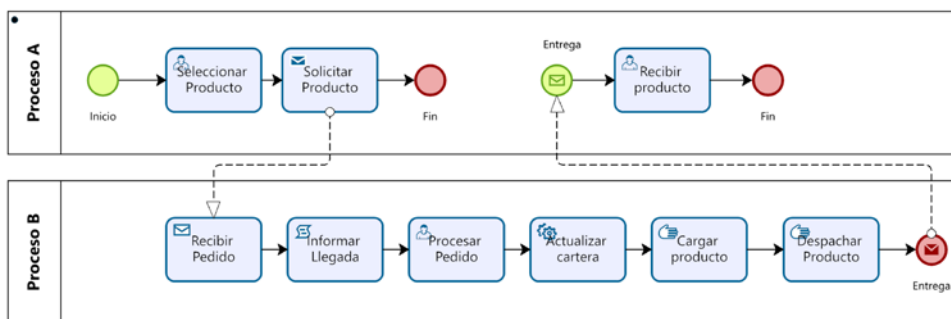 Proceso A
Inicio
Seleccionar
Producto
Solicitar
Producto
Fin
Entrega
Recibir
producto
Fin
Proceso B
Recibir
Pedido
Informar
Llegada
Procesar
Pedido
Actualizar
cartera
Cargar
producto
Despachar
Producto
Entrega